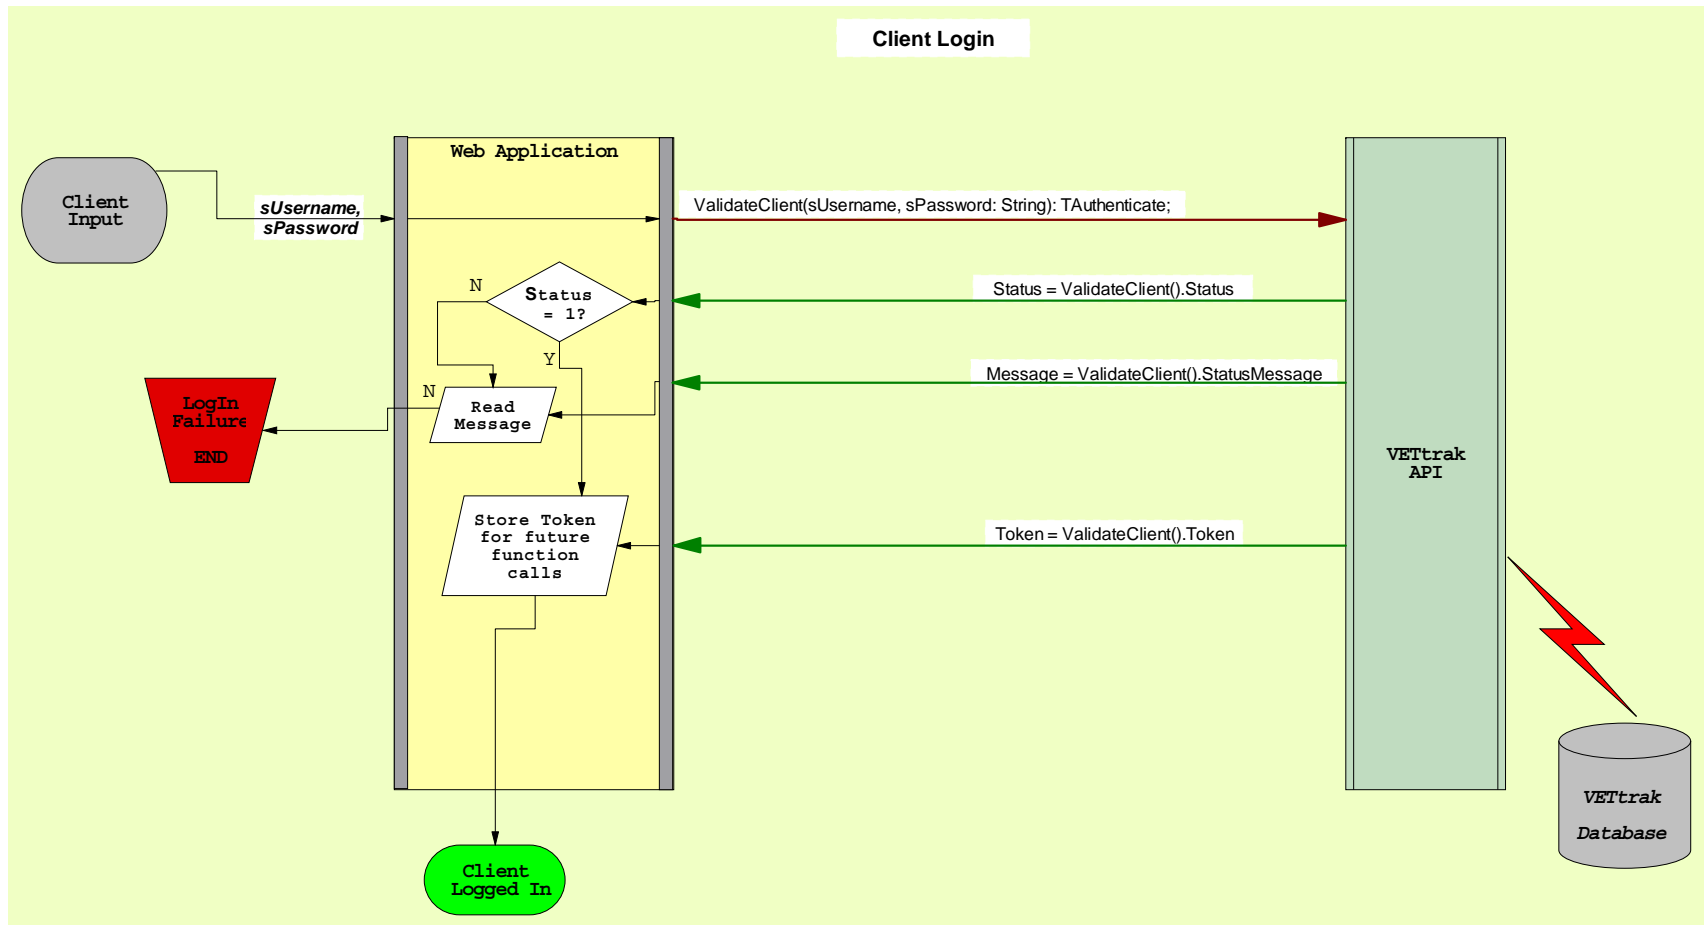 Client Login
Web Application
Client
Input
sUsername,
sPassword
ValidateClient(sUsername, sPassword: String): TAuthenticate;
N
Status
= 1?
Status = ValidateClient().Status
Y
Message = ValidateClient().StatusMessage
N
Read
Message
LogIn
Failure
END
VETtrak
API
Store Token
for future
function
calls
Token = ValidateClient().Token
VETtrak
Database
Client
Logged In